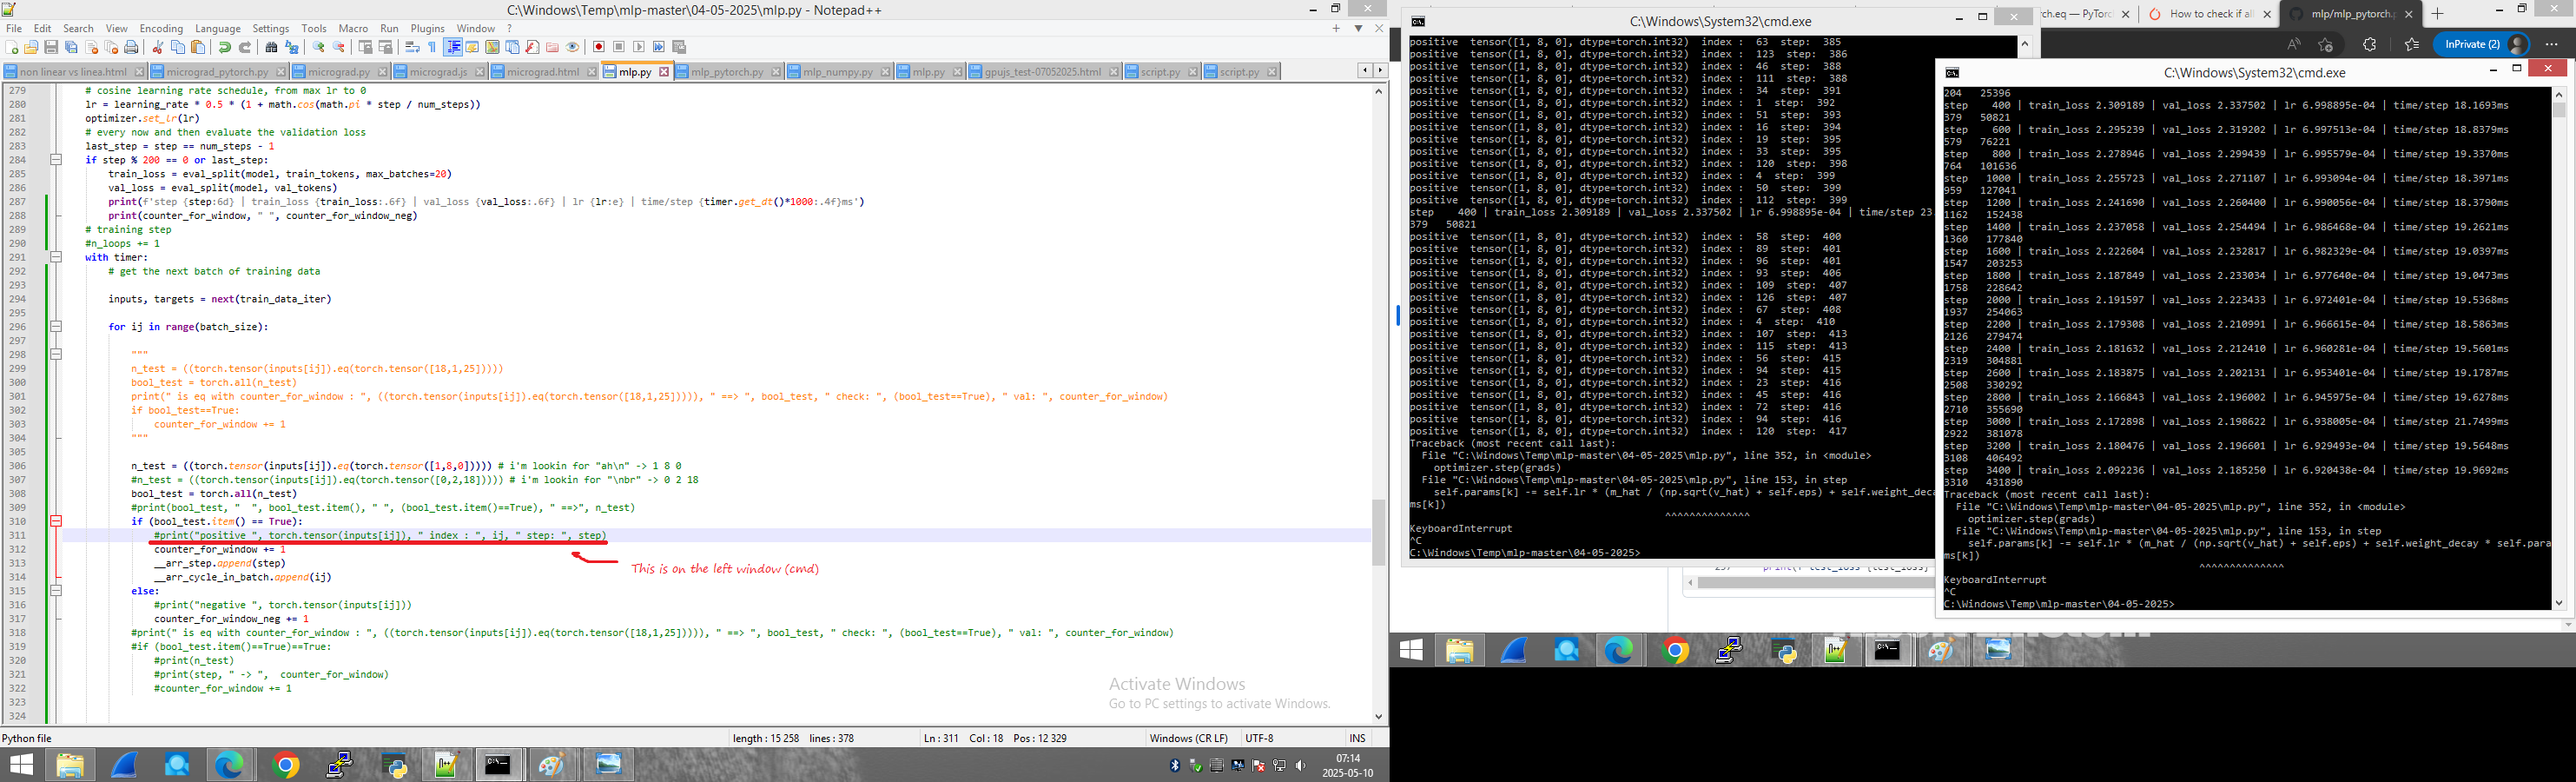 C:\Windows\Temp\mlp-master\04-05-2025\mlp.py - Notepad++
File Edit Search View Encoding Language Settings Tools Macro Run Plugins Window ?
non linear vs linea.html micrograd_pytorch.py micrograd.py micrograd.js micrograd.html mlp.py mlp_pytorch.py mlp_numpy.py mlp.py gpujs_test-07052025.html script.py script.py
279 # cosine learning rate schedule, from max lr to 0
280 lr = learning_rate * 0.5 * (1 + math.cos(math.pi * step / num_steps))
281 optimizer.set_lr(lr)
282 # every now and then evaluate the validation loss
283 last_step = step == num_steps - 1
284 if step % 200 == 0 or last_step:
285 train_loss = eval_split(model, train_tokens, max_batches=20)
286 val_loss = eval_split(model, val_tokens)
287 print(f'step {step:6d} | train_loss {train_loss:.6f} | val_loss {val_loss:.6f} | lr {lr:e} | time/step {timer.get_dt()*1000:.4f}ms')
288 print(counter_for_window, " ", counter_for_window_neg)
289 # training step
290 #n_loops += 1
291 with timer:
292 # get the next batch of training data
293
294 inputs, targets = next(train_data_iter)
295
296 for ij in range(batch_size):
297
298 """
299 n_test = ((torch.tensor(inputs[ij]).eq(torch.tensor([18,1,25]))))
300 bool_test = torch.all(n_test)
301 print(" is eq with counter_for_window : ", ((torch.tensor(inputs[ij]).eq(torch.tensor([18,1,25])))), " ==> ", bool_test, " check: ", (bool_test==True), " val: ", counter_for_window)
302 if bool_test==True:
303 counter_for_window += 1
304 """
305
306 n_test = ((torch.tensor(inputs[ij]).eq(torch.tensor([1,8,0])))) # i'm lookin for "ah\n" -> 1 8 0
307 #n_test = ((torch.tensor(inputs[ij]).eq(torch.tensor([0,2,18])))) # i'm lookin for "\nbr" -> 0 2 18
308 bool_test = torch.all(n_test)
309 #print(bool_test, "  ", bool_test.item(), " ", (bool_test.item()==True), " ==>", n_test)
310 if (bool_test.item() == True):
311 #print("positive ", torch.tensor(inputs[ij]), " index : ", ij, " step: ", step)
312 counter_for_window += 1
313 __arr_step.append(step)
314 __arr_cycle_in_batch.append(ij)
315 else:
316 #print("negative ", torch.tensor(inputs[ij]))
317 counter_for_window_neg += 1
318 #print(" is eq with counter_for_window : ", ((torch.tensor(inputs[ij]).eq(torch.tensor([18,1,25])))), " ==> ", bool_test, " check: ", (bool_test==True), " val: ", counter_for_window)
319 #if (bool_test.item()==True)==True:
320 #print(n_test)
321 #print(step, " -> ",  counter_for_window)
322 #counter_for_window += 1
323
324
This is on the left window (cmd)
Activate Windows
Go to PC settings to activate Windows.
Python file length : 15 258 lines : 378 Ln : 311 Col : 18 Pos : 12 329 Windows (CR LF) UTF-8 INS
07:14
2025-05-10
C:\Windows\System32\cmd.exe
positive tensor([1, 8, 0], dtype=torch.int32) index : 63 step: 385
positive tensor([1, 8, 0], dtype=torch.int32) index : 123 step: 386
positive tensor([1, 8, 0], dtype=torch.int32) index : 46 step: 388
positive tensor([1, 8, 0], dtype=torch.int32) index : 111 step: 388
positive tensor([1, 8, 0], dtype=torch.int32) index : 34 step: 391
positive tensor([1, 8, 0], dtype=torch.int32) index : 1 step: 392
positive tensor([1, 8, 0], dtype=torch.int32) index : 51 step: 393
positive tensor([1, 8, 0], dtype=torch.int32) index : 16 step: 394
positive tensor([1, 8, 0], dtype=torch.int32) index : 19 step: 395
positive tensor([1, 8, 0], dtype=torch.int32) index : 33 step: 395
positive tensor([1, 8, 0], dtype=torch.int32) index : 120 step: 398
positive tensor([1, 8, 0], dtype=torch.int32) index : 4 step: 399
positive tensor([1, 8, 0], dtype=torch.int32) index : 50 step: 399
positive tensor([1, 8, 0], dtype=torch.int32) index : 112 step: 399
step 400 | train_loss 2.309189 | val_loss 2.337502 | lr 6.998895e-04 | time/step 23.
379 50821
positive tensor([1, 8, 0], dtype=torch.int32) index : 58 step: 400
positive tensor([1, 8, 0], dtype=torch.int32) index : 89 step: 401
positive tensor([1, 8, 0], dtype=torch.int32) index : 96 step: 401
positive tensor([1, 8, 0], dtype=torch.int32) index : 93 step: 406
positive tensor([1, 8, 0], dtype=torch.int32) index : 109 step: 407
positive tensor([1, 8, 0], dtype=torch.int32) index : 126 step: 407
positive tensor([1, 8, 0], dtype=torch.int32) index : 67 step: 408
positive tensor([1, 8, 0], dtype=torch.int32) index : 4 step: 410
positive tensor([1, 8, 0], dtype=torch.int32) index : 107 step: 413
positive tensor([1, 8, 0], dtype=torch.int32) index : 115 step: 413
positive tensor([1, 8, 0], dtype=torch.int32) index : 56 step: 415
positive tensor([1, 8, 0], dtype=torch.int32) index : 94 step: 415
positive tensor([1, 8, 0], dtype=torch.int32) index : 23 step: 416
positive tensor([1, 8, 0], dtype=torch.int32) index : 45 step: 416
positive tensor([1, 8, 0], dtype=torch.int32) index : 72 step: 416
positive tensor([1, 8, 0], dtype=torch.int32) index : 94 step: 416
positive tensor([1, 8, 0], dtype=torch.int32) index : 120 step: 417
Traceback (most recent call last):
File "C:\Windows\Temp\mlp-master\04-05-2025\mlp.py", line 352, in <module>
optimizer.step(grads)
File "C:\Windows\Temp\mlp-master\04-05-2025\mlp.py", line 153, in step
self.params[k] -= self.lr * (m_hat / (np.sqrt(v_hat) + self.eps) + self.weight_deca
ms[k])
^^^^^^^^^^^^^^
KeyboardInterrupt
^C
C:\Windows\Temp\mlp-master\04-05-2025>
rch.eq — PyTorc How to check if al mlp/mlp_pytorch.p
InPrivate (2)
C:\Windows\System32\cmd.exe
204 25396
step 400 | train_loss 2.309189 | val_loss 2.337502 | lr 6.998895e-04 | time/step 18.1693ms
379 50821
step 600 | train_loss 2.295239 | val_loss 2.319202 | lr 6.997513e-04 | time/step 18.8379ms
579 76221
step 800 | train_loss 2.278946 | val_loss 2.299439 | lr 6.995579e-04 | time/step 19.3370ms
764 101636
step 1000 | train_loss 2.255723 | val_loss 2.271107 | lr 6.993094e-04 | time/step 18.3971ms
959 127041
step 1200 | train_loss 2.241690 | val_loss 2.260400 | lr 6.990056e-04 | time/step 18.3790ms
1162 152438
step 1400 | train_loss 2.237058 | val_loss 2.254494 | lr 6.986468e-04 | time/step 19.2621ms
1360 177840
step 1600 | train_loss 2.222604 | val_loss 2.232817 | lr 6.982329e-04 | time/step 19.0397ms
1547 203253
step 1800 | train_loss 2.187849 | val_loss 2.233034 | lr 6.977640e-04 | time/step 19.0473ms
1758 228642
step 2000 | train_loss 2.191597 | val_loss 2.223433 | lr 6.972401e-04 | time/step 19.5368ms
1937 254063
step 2200 | train_loss 2.179308 | val_loss 2.210991 | lr 6.966615e-04 | time/step 18.5863ms
2126 279474
step 2400 | train_loss 2.181632 | val_loss 2.212410 | lr 6.960281e-04 | time/step 19.5601ms
2319 304881
step 2600 | train_loss 2.183875 | val_loss 2.202131 | lr 6.953401e-04 | time/step 19.1787ms
2508 330292
step 2800 | train_loss 2.166843 | val_loss 2.196002 | lr 6.945975e-04 | time/step 19.6278ms
2710 355690
step 3000 | train_loss 2.172898 | val_loss 2.198622 | lr 6.938005e-04 | time/step 21.7499ms
2922 381078
step 3200 | train_loss 2.180476 | val_loss 2.196601 | lr 6.929493e-04 | time/step 19.5648ms
3108 406492
step 3400 | train_loss 2.092236 | val_loss 2.185250 | lr 6.920438e-04 | time/step 19.9692ms
3310 431890
Traceback (most recent call last):
File "C:\Windows\Temp\mlp-master\04-05-2025\mlp.py", line 352, in <module>
optimizer.step(grads)
File "C:\Windows\Temp\mlp-master\04-05-2025\mlp.py", line 153, in step
self.params[k] -= self.lr * (m_hat / (np.sqrt(v_hat) + self.eps) + self.weight_decay * self.para
ms[k])
^^^^^^^^^^^^^^
KeyboardInterrupt
^C
C:\Windows\Temp\mlp-master\04-05-2025>